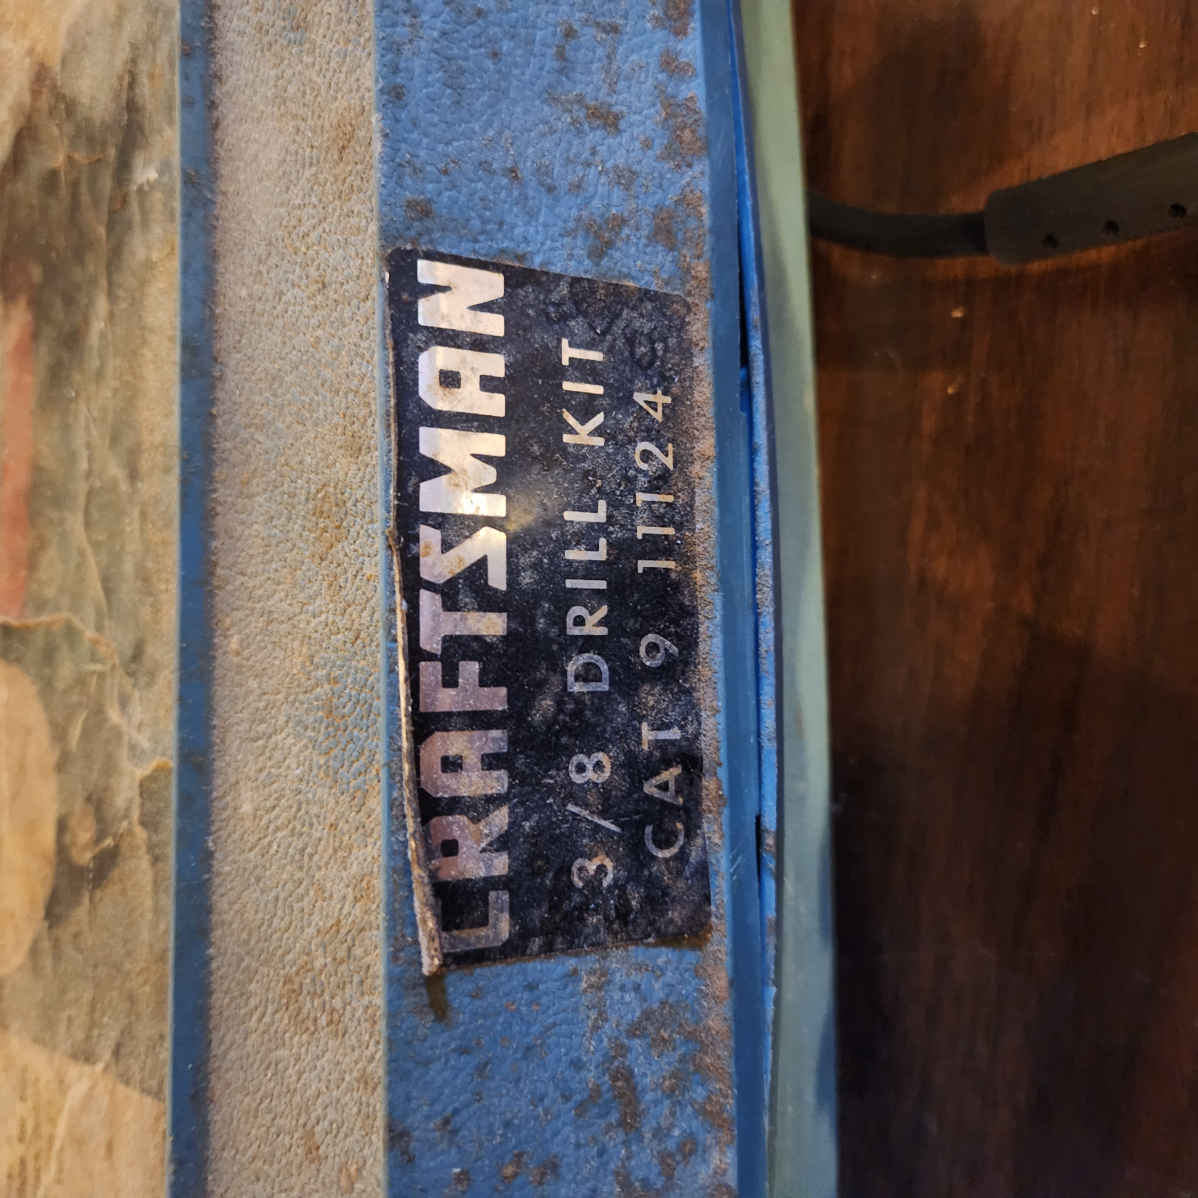 CRAFTSMAN
3/8 DRILL KIT
CAT 9 11124